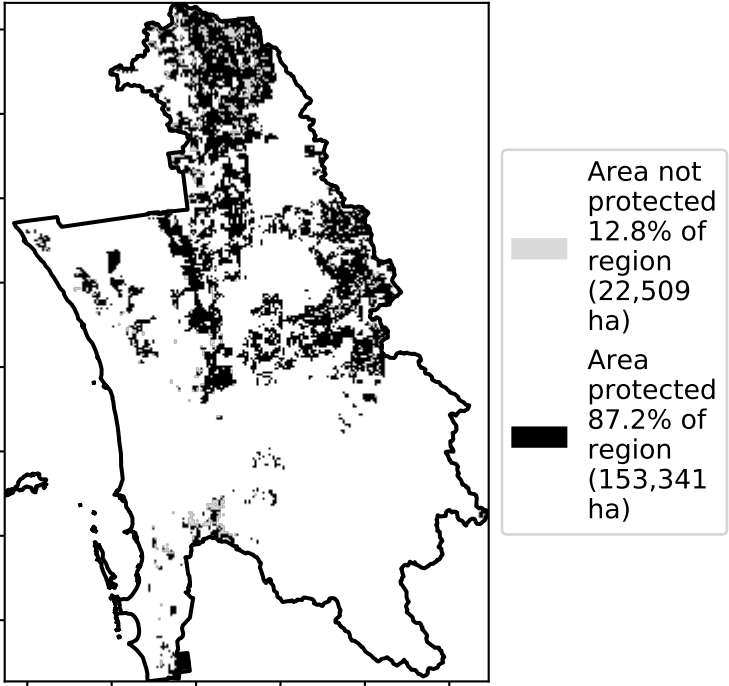 Area not
protected
12.8% of
region
(22,509
ha)
Area
protected
87.2% of
region
(153,341
ha)